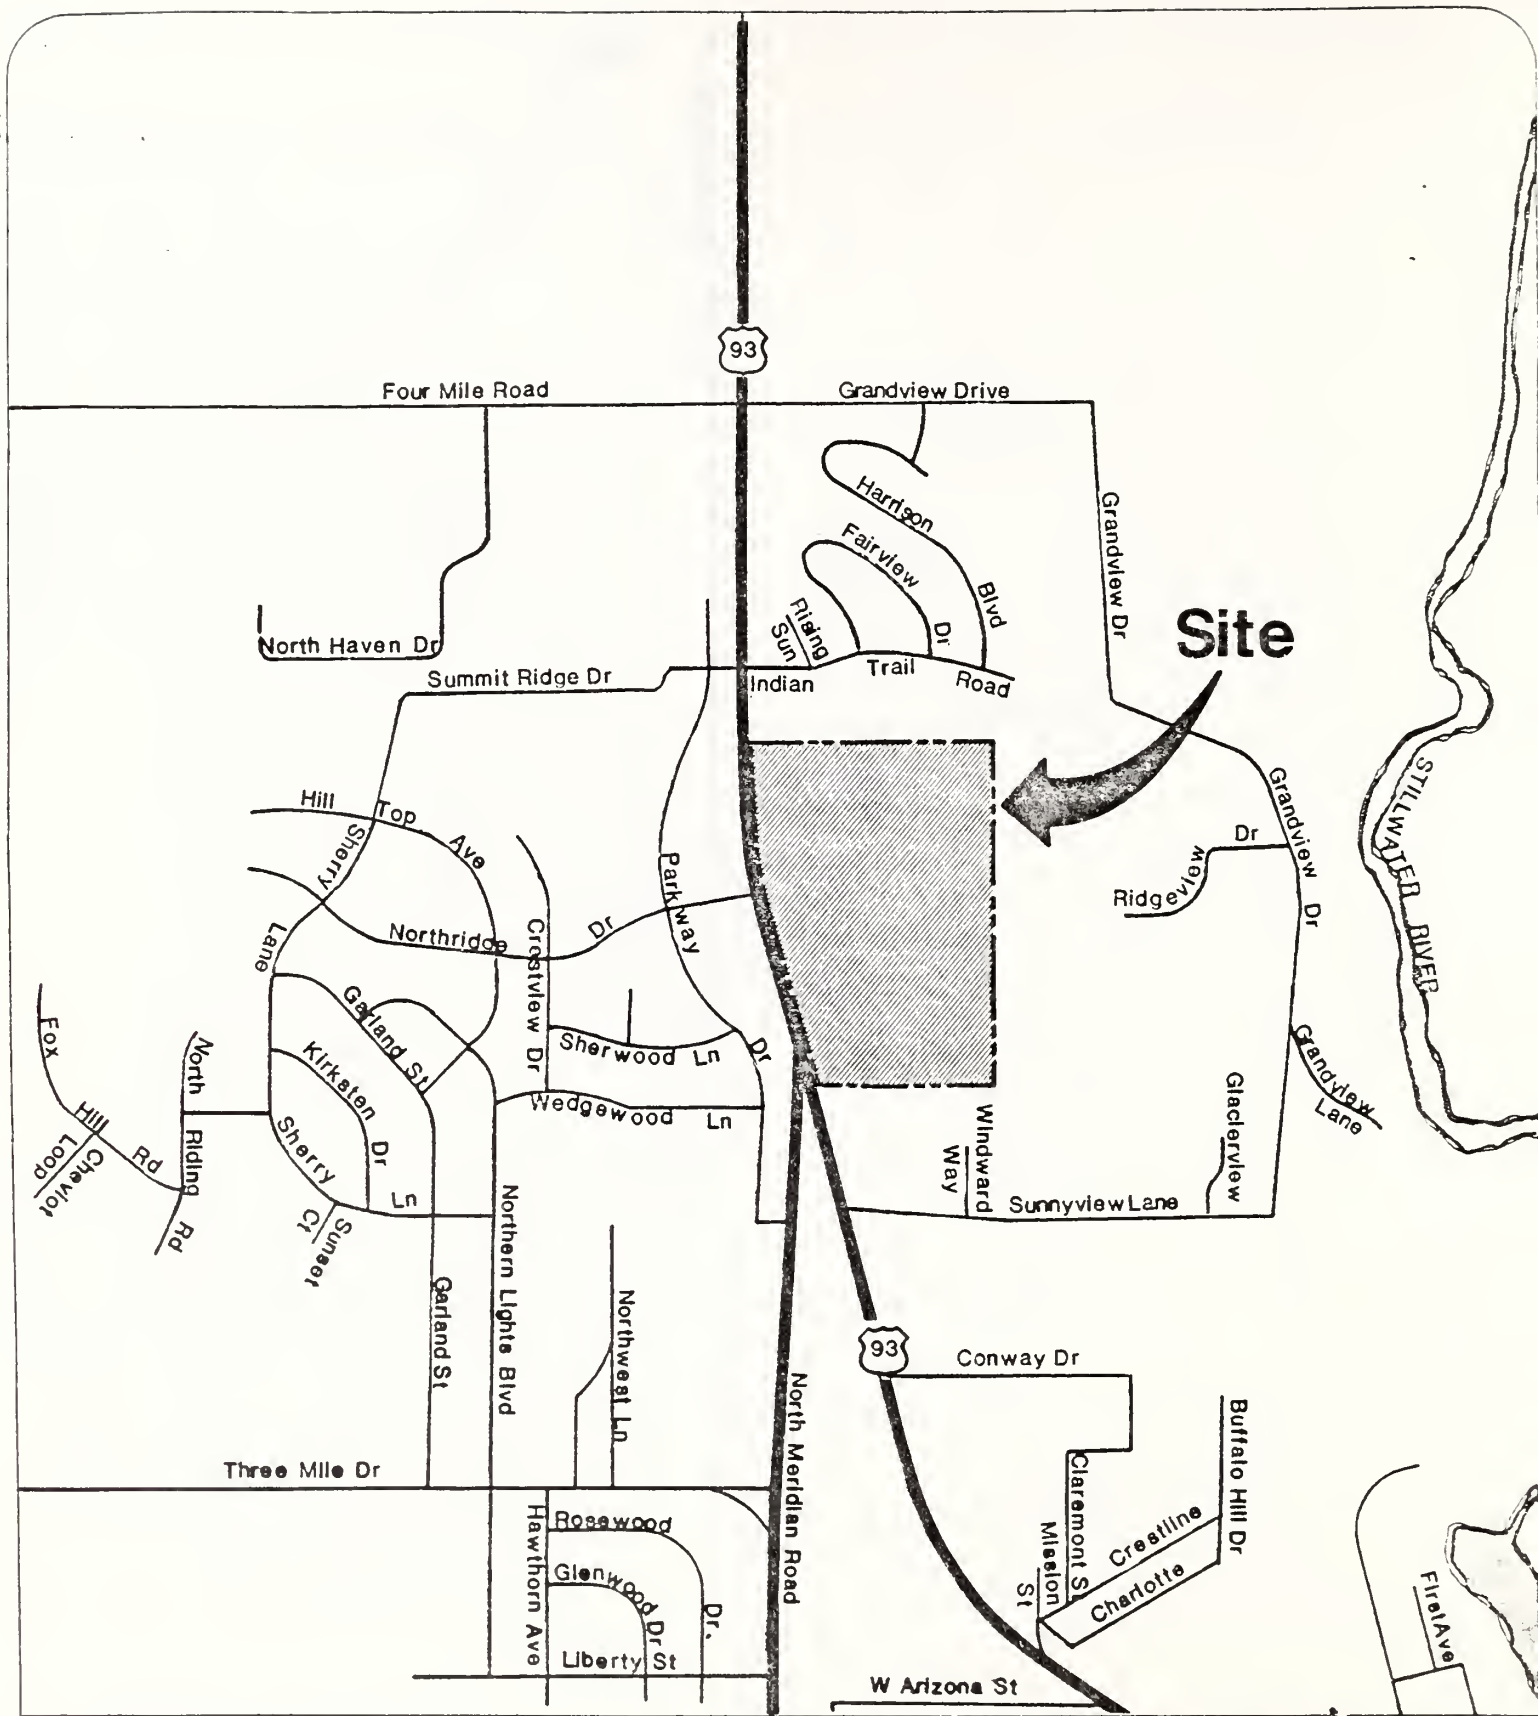 93
Four Mile Road
Grandview Drive
Harrison
Blvd
Grandview Dr
Fairview
Dr
Rising
Sun
Site
North Haven Dr
Summit Ridge Dr
Indian
Trail
Road
STILLWATER RIVER
Hill
Top
Ave
Sherry
Lane
Grandview
Dr
Dr
Ridgeview
Parkway
Dr
Northridge
Dr
Crestview Dr
Garland St
Fox
Hill
Rd
North
Riding
Rd
Kirksten
Dr
Sherwood Ln
Wedgewood Ln
Grandview
Lane
Glacierview
Windward
Way
Cheviot
Loop
Sherry
Ln
Sunset
Ct
Sunnyview Lane
Northern Lights Blvd
Garland St
Northwest Ln
93
Conway Dr
North Meridian Road
Buffalo Hill Dr
Claremont S
Mission
St
Crestline
Charlotte
Three Mile Dr
Hawthorn Ave
Rosewood
Dr.
Glenwood Dr
Liberty St
First Ave
W Arizona St